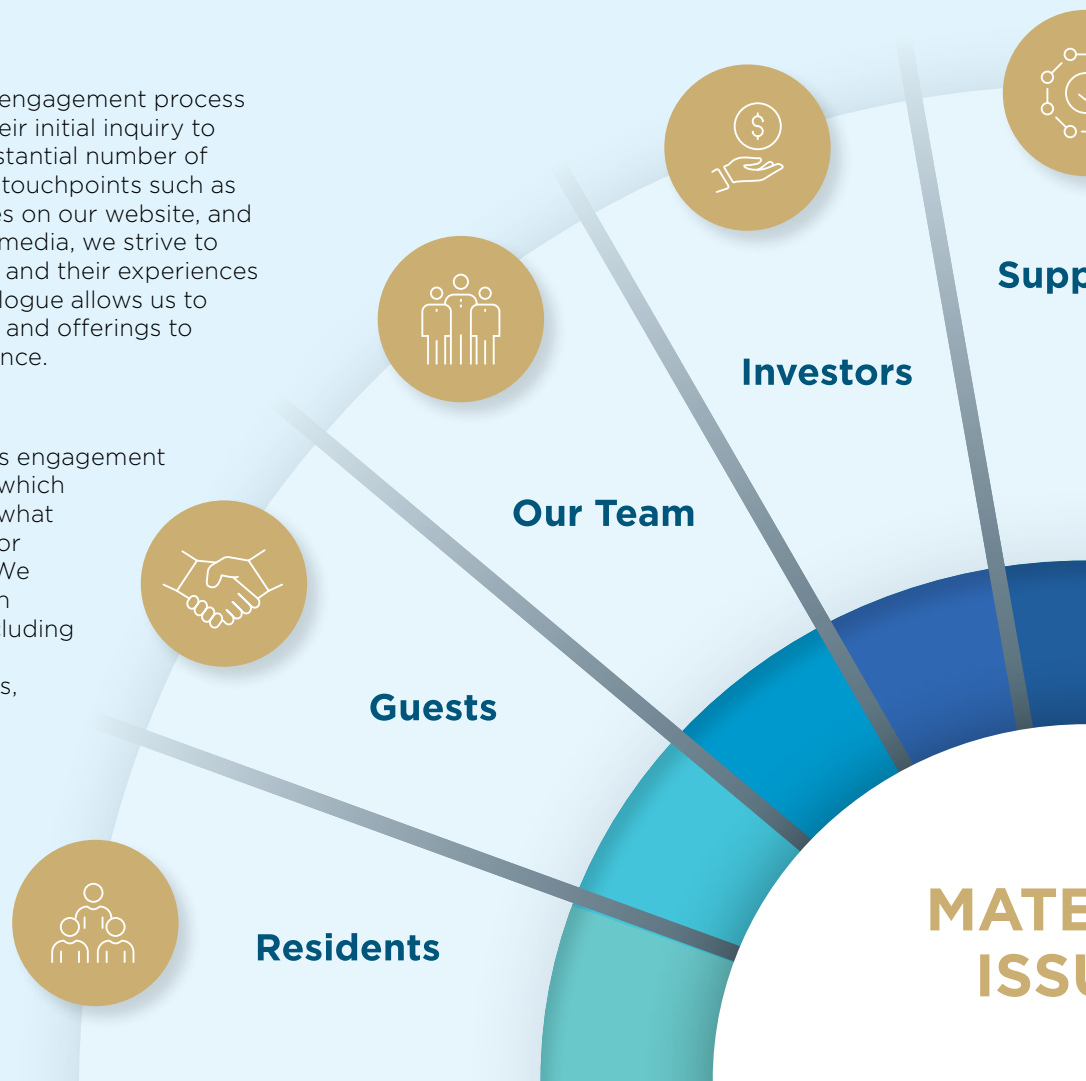 engagement process
eir initial inquiry to
stantial number of
touchpoints such as
es on our website, and
media, we strive to
and their experiences
logue allows us to
and offerings to
nce.
s engagement
which
what
or
We
n
cluding
s,
Supp
Investors
Our Team
Guests
Residents
MATE
ISSU